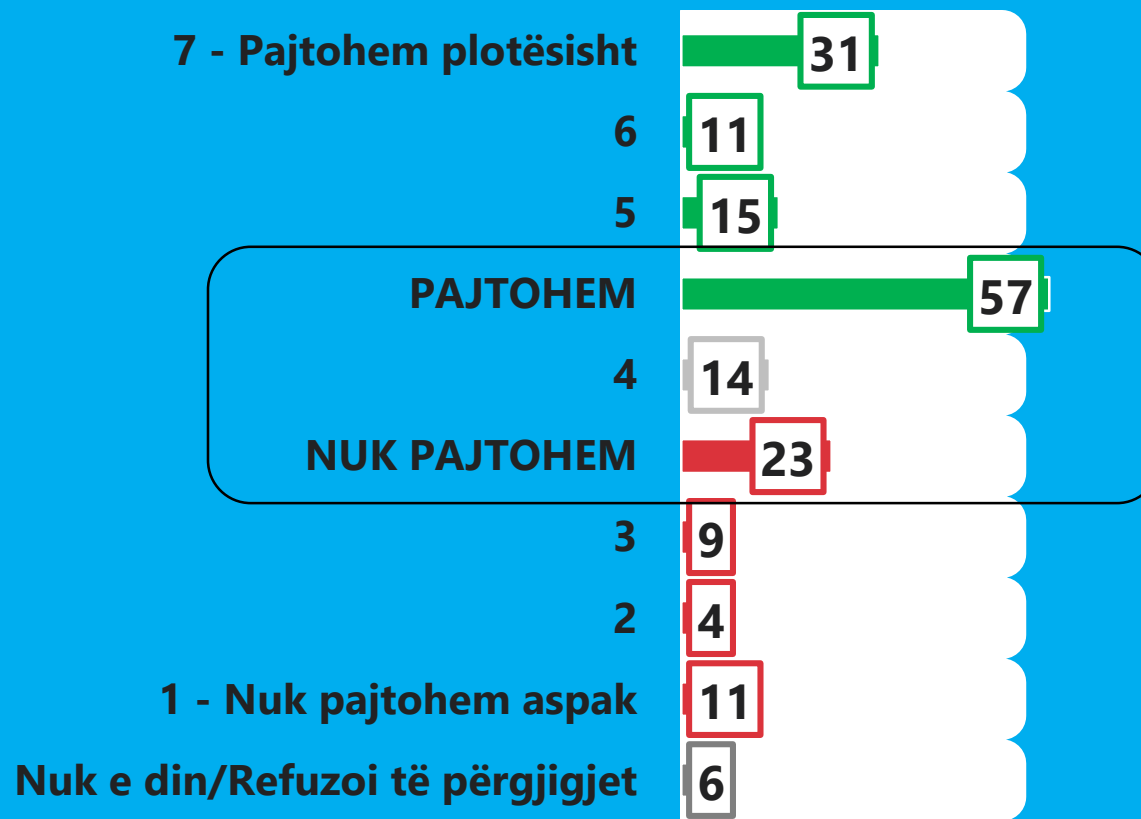 7 - Pajtohem plotësisht 31
6 11
5 15
PAJTOHEM 57
4 14
NUK PAJTOHEM 23
3 9
2 4
1 - Nuk pajtohem aspak 11
Nuk e din/Refuzoi të përgjigjet 6